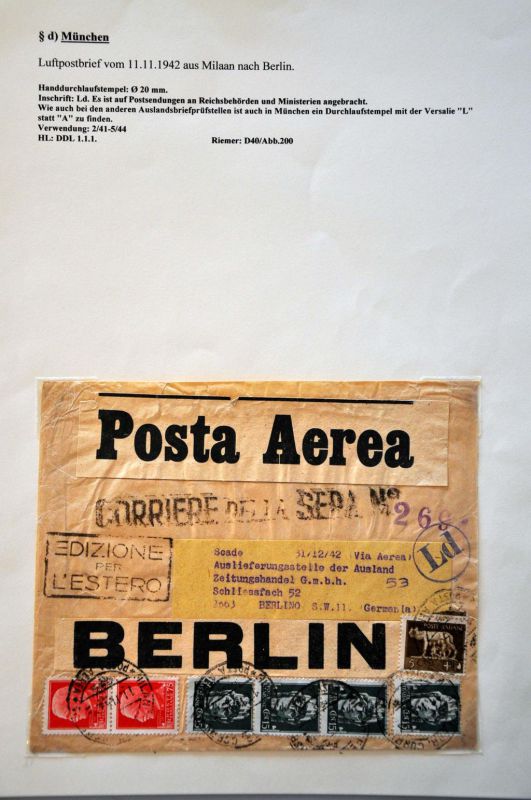 § d) München
Luftpostbrief vom 11.11.1942 aus Milaan nach Berlin.
Handdurchlaufstempel: Ø 20 mm.
Inschrift: Ld. Es ist auf Postsendungen an Reichsbehörden und Ministerien angebracht.
Wie auch bei den anderen Auslandsbriefprüfstellen ist auch in München ein Durchlaufstempel mit der Versalie "L"
statt "A" zu finden.
Verwendung: 2/41-5/44
HL: DDL 1.1.1. Riemer: D40/Abb.200
Posta Aerea
CORRIERE DELLA SERA No
266
Ld
EDIZIONE
PER
L'ESTERO
Scade 31/12/42 (Via Aerea)
Auslieferungsstelle der Ausland
Zeitungshandel G.m.b.h. 53
Schliessfach 52
2663 BERLINO S.W.11. (Germania)
BERLIN